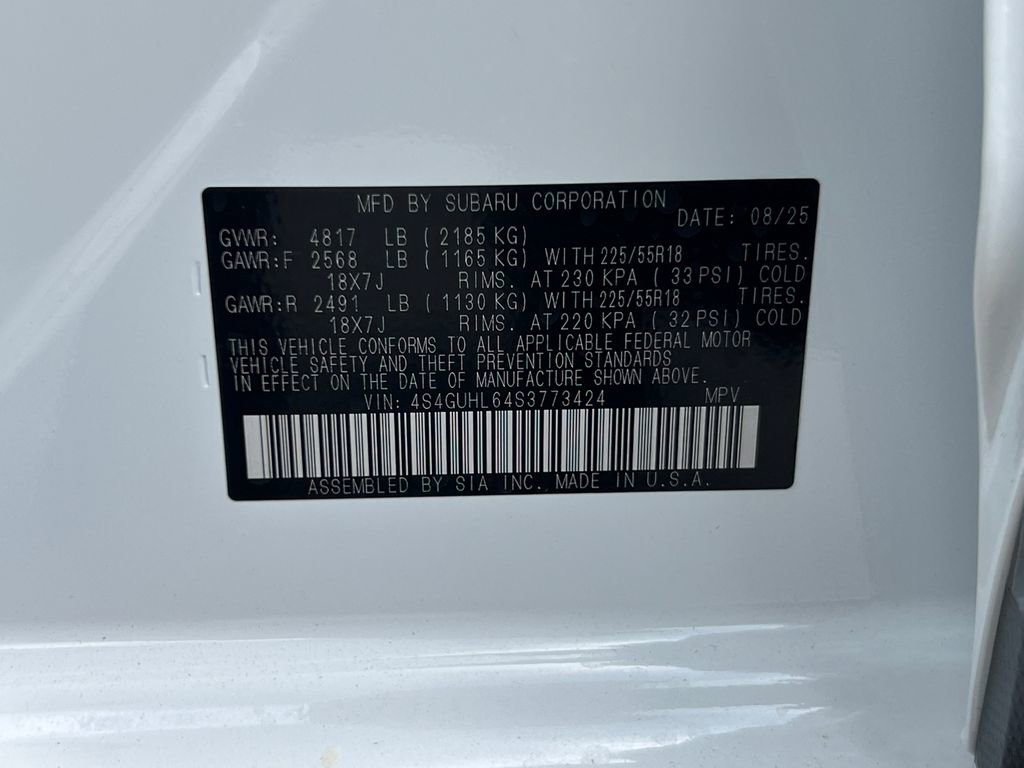 MFD BY SUBARU CORPORATION DATE: 08/25
GVWR: 4817 LB ( 2185 KG)
GAWR:F 2568 LB ( 1165 KG) WITH 225/55R18 TIRES.
18X7J RIMS. AT 230 KPA ( 33 PSI) COLD
GAWR:R 2491 LB ( 1130 KG) WITH 225/55R18 TIRES.
18X7J RIMS. AT 220 KPA ( 32 PSI) COLD
THIS VEHICLE CONFORMS TO ALL APPLICABLE FEDERAL MOTOR
VEHICLE SAFETY AND THEFT PREVENTION STANDARDS
IN EFFECT ON THE DATE OF MANUFACTURE SHOWN ABOVE.
VIN: 4S4GUHL64S3773424 MPV
ASSEMBLED BY SIA INC. MADE IN U.S.A.